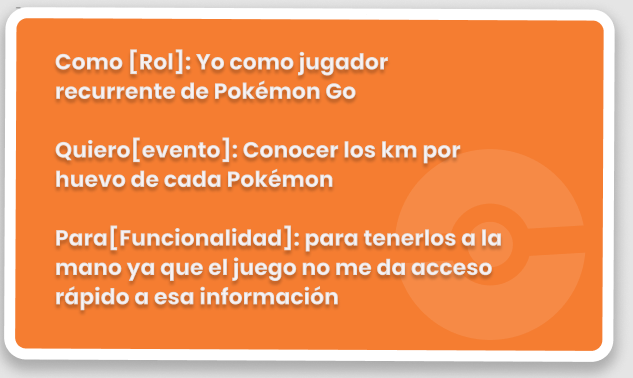 Como [Rol]: Yo como jugador
recurrente de Pokémon Go
Quiero[evento]: Conocer los km por
huevo de cada Pokémon
Para[Funcionalidad]: para tenerlos a la
mano ya que el juego no me da acceso
rápido a esa información